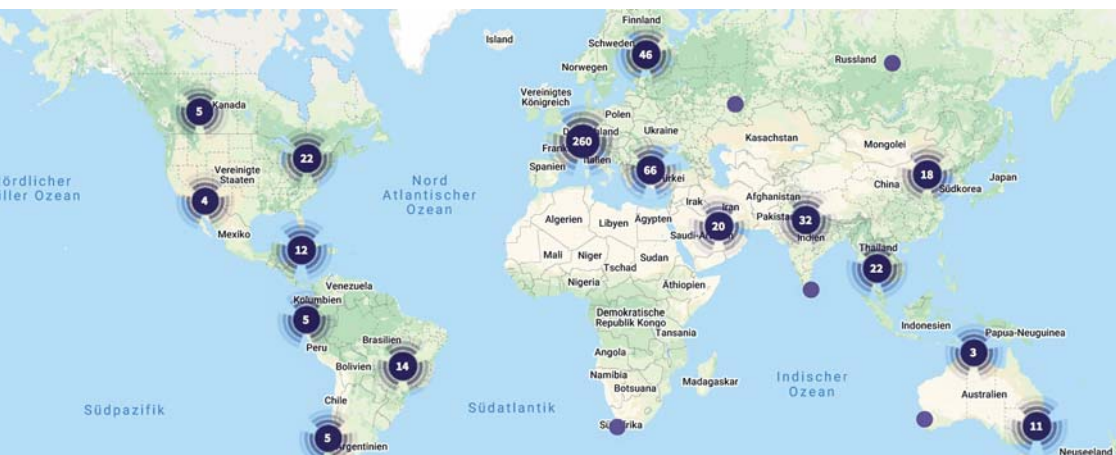 Finnland
Island
Schweden
46
Norwegen
Russland
Vereinigtes
Königreich
5
Kanada
Polen
260
Ukraine
Kasachstan
Mongolei
22
Vereinigte
Staaten
Spanien
Italien
66
China
18
Südkorea
Japan
Nord
Atlantischer
Ozean
4
Algerien
Libyen
Ägypten
Irak
Iran
Afghanistan
20
32
Indien
Mexiko
12
Mali
Niger
Tschad
Sudan
Thailand
22
Venezuela
Kolumbien
Nigeria
Äthiopien
5
Demokratische
Republik Kongo
Indonesien
Papua-Neuguinea
Peru
Brasilien
Tansania
3
Bolivien
14
Angola
Namibia
Botsuana
Madagaskar
Indischer
Ozean
Australien
Chile
Südpazifik
Südatlantik
5
Argentinien
11
Neuseeland